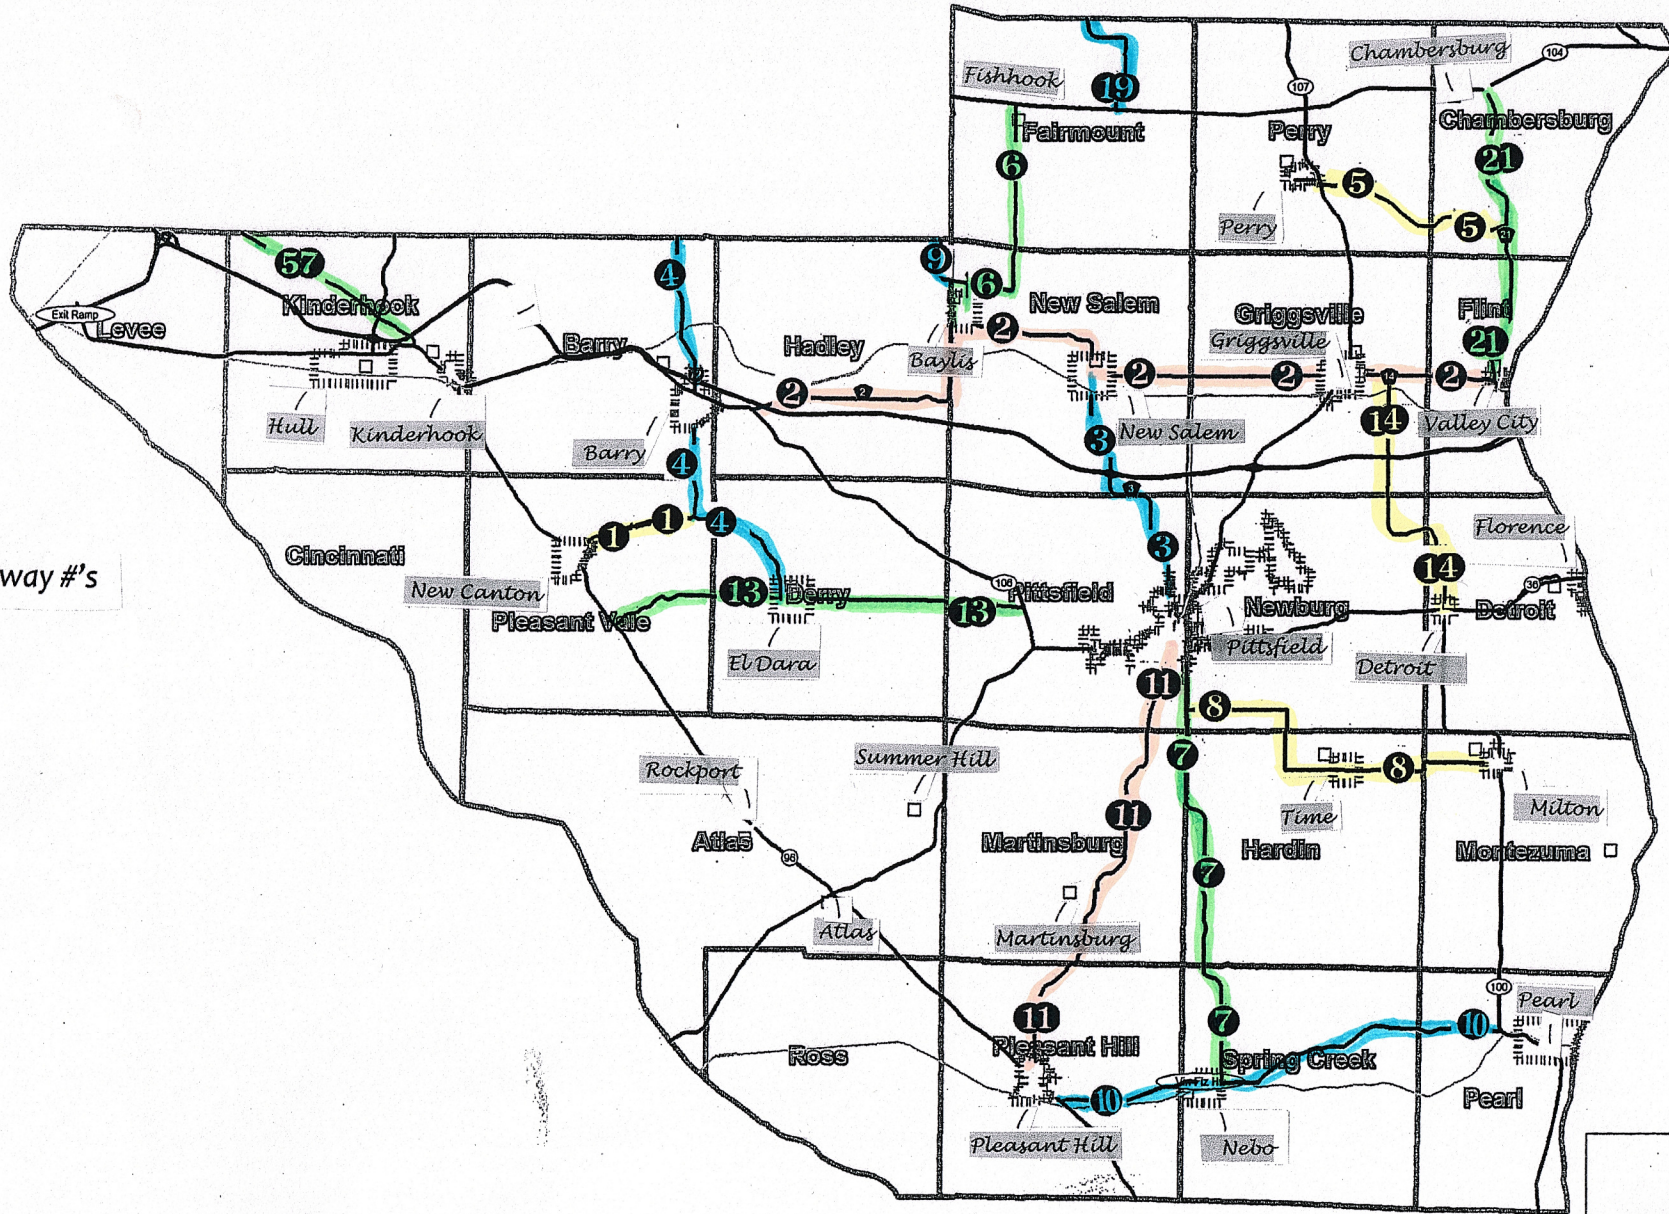 Chambersburg
104
Fishhook
19
107
Fairmount
Perry
Chambersburg
6
21
5
Perry
5
21
57
4
9
6
Kinderhook
New Salem
Griggsville
Flint
Exit Ramp
Levee
2
Barry
Hadley
Baylis
Griggsville
21
2
2
2
2
2
14
Hull
Kinderhook
Barry
3
New Salem
14
Valley City
4
3
1
1
4
Florence
Cincinnati
3
way #'s
New Canton
13
Derry
106
Pittsfield
14
36
Pleasant Vale
13
Newburg
Detroit
El Dara
Pittsfield
Detroit
11
8
Rockport
Summer Hill
7
8
Time
Milton
11
Atlas
96
Martinsburg
Hardin
Montezuma
7
Atlas
Martinsburg
100
Pearl
11
7
10
Ross
Pleasant Hill
Spring Creek
10
Pearl
Pleasant Hill
Nebo